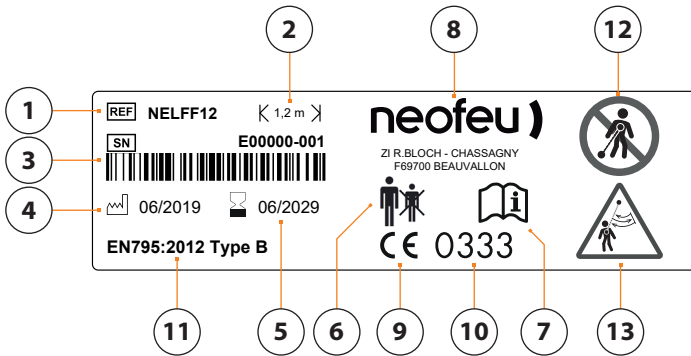 2
8
12
1
REF NELFF12
1,2 m
neofeu
3
SN
E00000-001
ZI R.BLOCH - CHASSAGNY
F69700 BEAUVALLON
4
06/2019
06/2029
i
CE 0333
EN795:2012 Type B
11
5
6
9
10
7
13